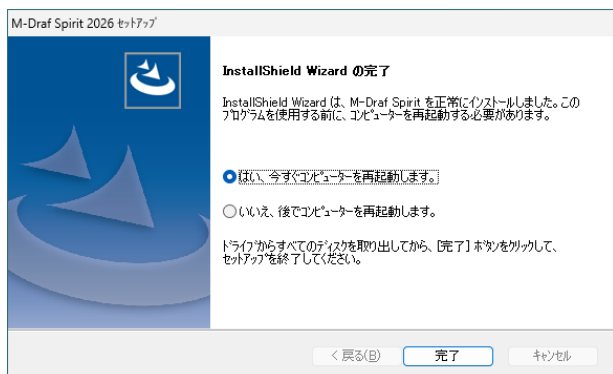 M-Draf Spirit 2026 ｾｯﾄｱｯﾌﾟ
InstallShield Wizard の完了
InstallShield Wizard は、M-Draf Spirit を正常にインストールしました。この
プログラムを使用する前に、コンピューターを再起動する必要があります。
はい、今すぐコンピューターを再起動します。
いいえ、後でコンピューターを再起動します。
ドライブからすべてのディスクを取り出してから、[完了] ボタンをクリックして、
セットアップを終了してください。
< 戻る(B)
完了
ｷｬﾝｾﾙ